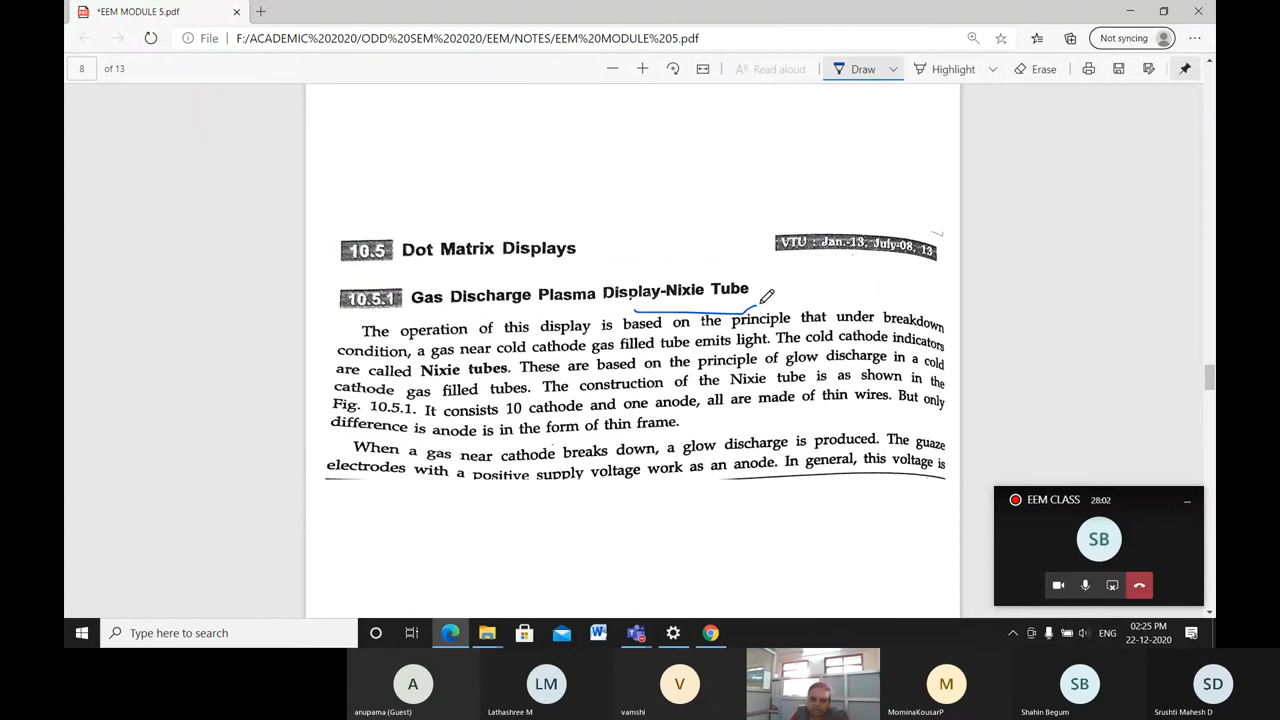 *EEM MODULE 5.pdf
File F:/ACADEMIC%202020/ODD%20SEM%202020/EEM/NOTES/EEM%20MODULE%205.pdf
Not syncing
8 of 13
Read aloud
Draw
Highlight
Erase
10.5 Dot Matrix Displays
VTU : Jan.-13, July-08, 13
10.5.1 Gas Discharge Plasma Display-Nixie Tube
The operation of this display is based on the principle that under breakdown
condition, a gas near cold cathode gas filled tube emits light. The cold cathode indicators
are called Nixie tubes. These are based on the principle of glow discharge in a cold
cathode gas filled tubes. The construction of the Nixie tube is as shown in the
Fig. 10.5.1. It consists 10 cathode and one anode, all are made of thin wires. But only
difference is anode is in the form of thin frame.
When a gas near cathode breaks down, a glow discharge is produced. The guaze
electrodes with a positive supply voltage work as an anode. In general, this voltage is
EEM CLASS 28:02
SB
Type here to search
ENG
02:25 PM
22-12-2020
A
LM
V
M
SB
SD
anupama (Guest)
Lathashree M
vamshi
MominaKousarP
Shahin Begum
Srushti Mahesh D